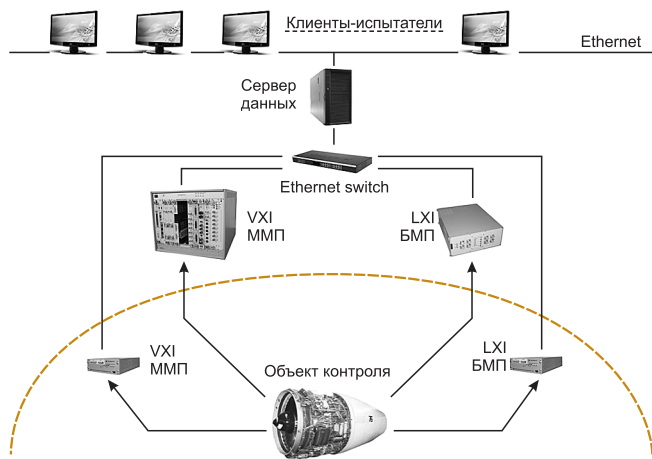 Клиенты-испытатели
Ethernet
Сервер
данных
Ethernet switch
VXI
ММП
LXI
БМП
VXI
ММП
LXI
БМП
Объект контроля